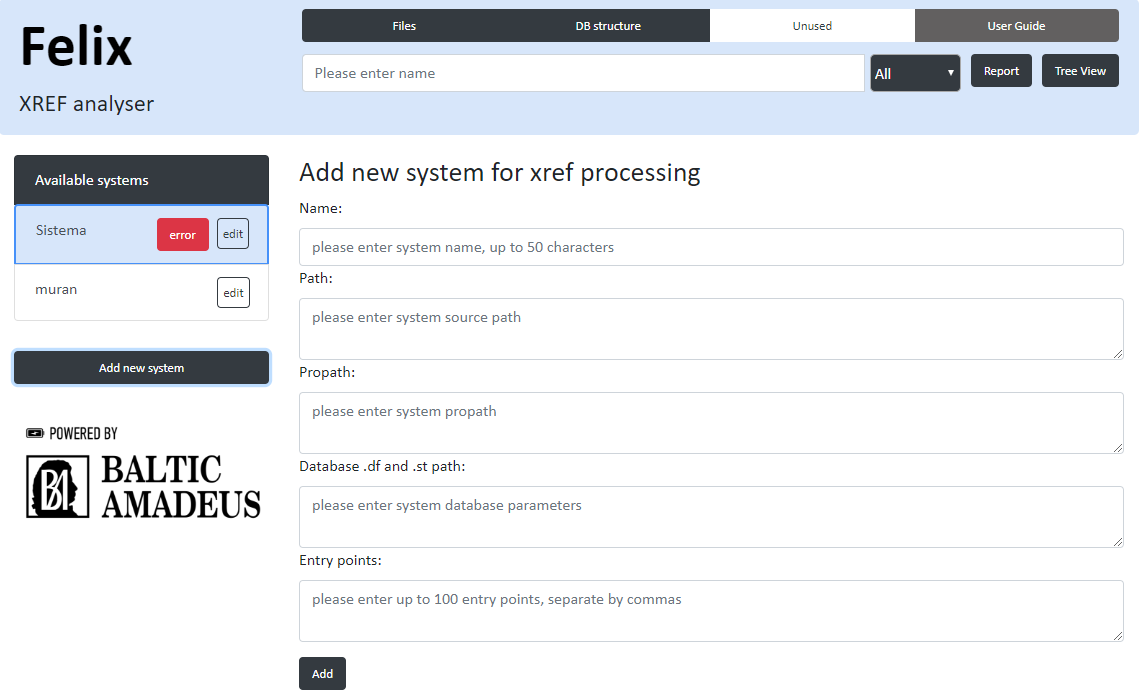 Felix
XREF analyser
Files
DB structure
Unused
User Guide
Please enter name
All
Report
Tree View
Available systems
Sistema
error
edit
muran
edit
Add new system
POWERED BY
BA
BALTIC
AMADEUS
Add new system for xref processing
Name:
please enter system name, up to 50 characters
Path:
please enter system source path
Propath:
please enter system propath
Database .df and .st path:
please enter system database parameters
Entry points:
please enter up to 100 entry points, separate by commas
Add